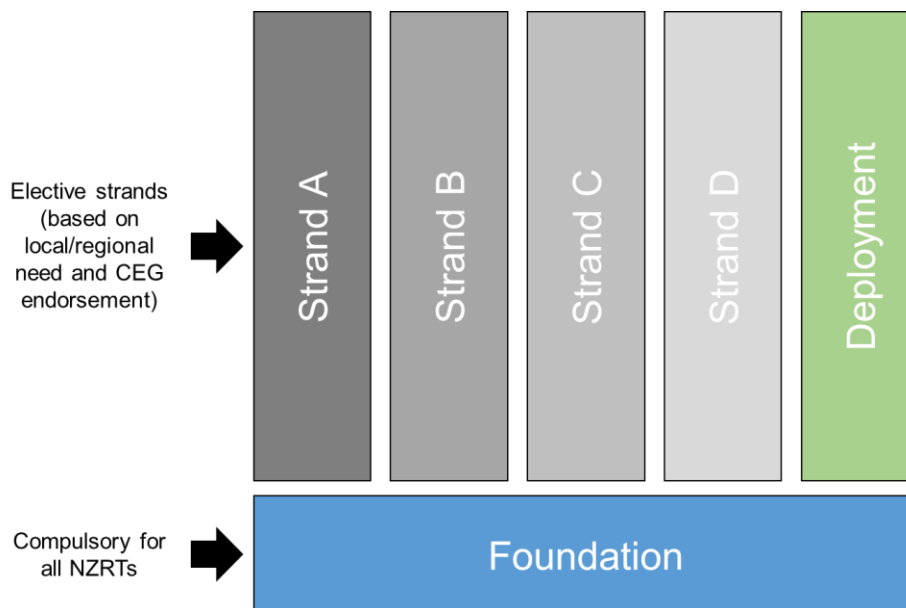 Elective strands
(based on
local/regional
need and CEG
endorsement)
Strand A
Strand B
Strand C
Strand D
Deployment
Compulsory for
all NZRTs
Foundation